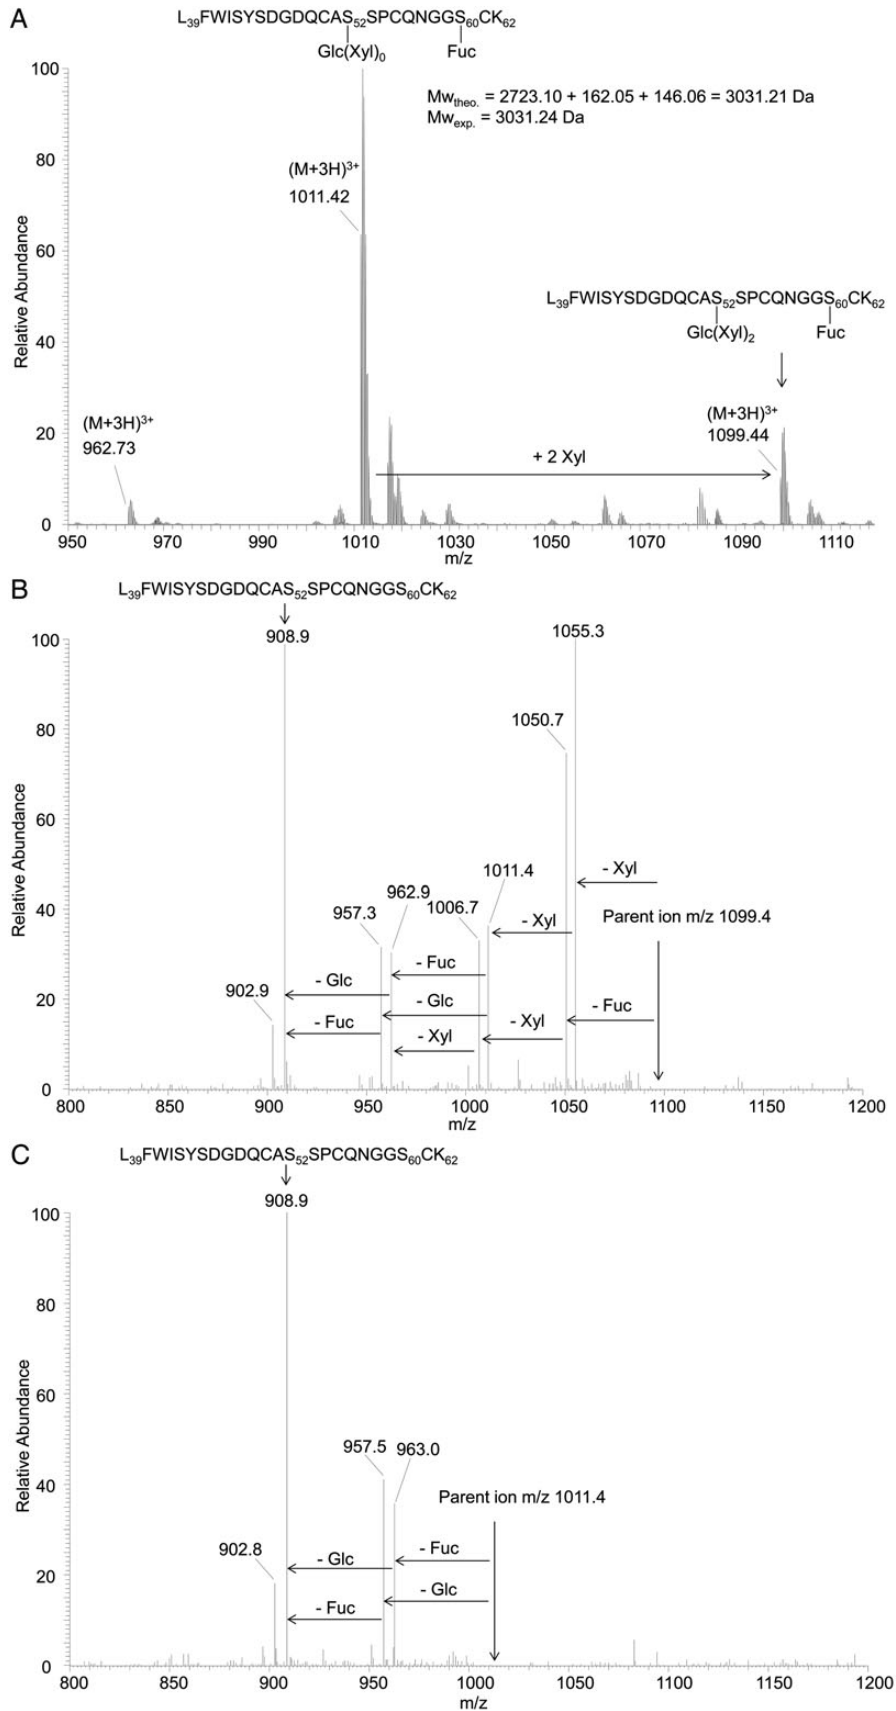 A
L₃₉FWISYSDGDQCAS₅₂SPCQNGGS₆₀CK₆₂
Glc(Xyl)₀ Fuc
Mwtheo. = 2723.10 + 162.05 + 146.06 = 3031.21 Da
Mwexp. = 3031.24 Da
(M+3H)³⁺
1011.42
L₃₉FWISYSDGDQCAS₅₂SPCQNGGS₆₀CK₆₂
Glc(Xyl)₂ Fuc
(M+3H)³⁺
1099.44
(M+3H)³⁺
962.73
+ 2 Xyl
Relative Abundance
100
80
60
40
20
0
950 970 990 1010 1030 1050 1070 1090 1110
m/z
B
L₃₉FWISYSDGDQCAS₅₂SPCQNGGS₆₀CK₆₂
908.9
1055.3
1050.7
- Xyl
1011.4
962.9
957.3
1006.7
- Xyl
Parent ion m/z 1099.4
- Fuc
- Glc
902.9
- Glc
- Fuc
- Fuc
- Xyl
- Xyl
Relative Abundance
100
80
60
40
20
0
800 850 900 950 1000 1050 1100 1150 1200
m/z
C
L₃₉FWISYSDGDQCAS₅₂SPCQNGGS₆₀CK₆₂
908.9
957.5
963.0
Parent ion m/z 1011.4
902.8
- Glc
- Fuc
- Glc
- Fuc
Relative Abundance
100
80
60
40
20
0
800 850 900 950 1000 1050 1100 1150 1200
m/z